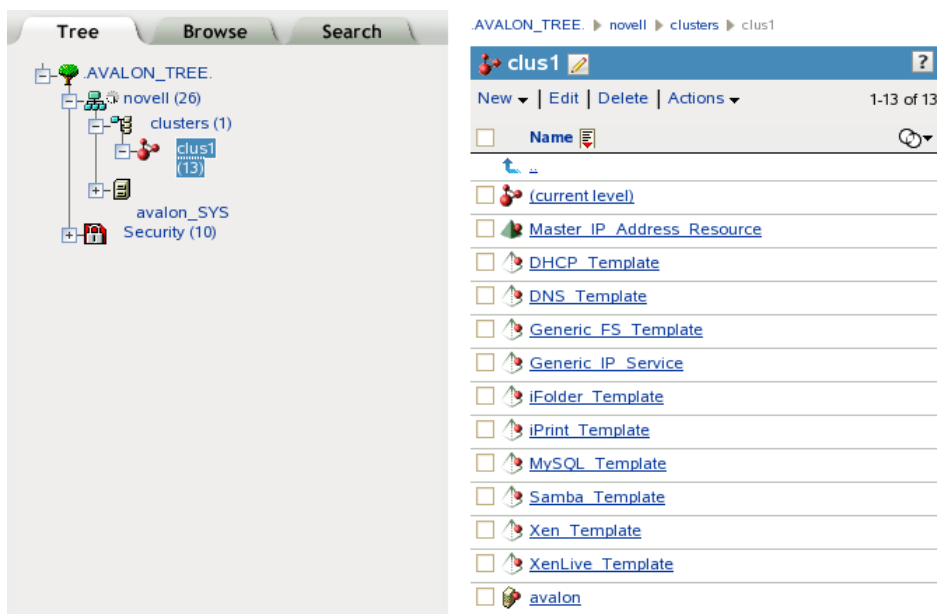 Tree Browse Search
.AVALON_TREE.
novell (26)
clusters (1)
clus1
(13)
avalon_SYS
Security (10)
.AVALON_TREE. novell clusters clus1
clus1 ?
New Edit Delete Actions 1-13 of 13
Name
..
(current level)
Master_IP_Address_Resource
DHCP_Template
DNS_Template
Generic_FS_Template
Generic_IP_Service
iFolder_Template
iPrint_Template
MySQL_Template
Samba_Template
Xen_Template
XenLive_Template
avalon